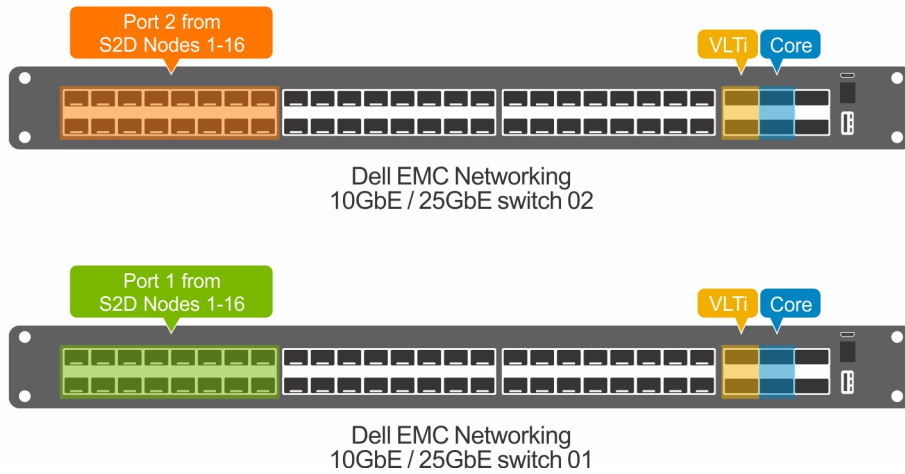 Port 2 from
S2D Nodes 1-16
VLTi
Core
Dell EMC Networking
10GbE / 25GbE switch 02
Port 1 from
S2D Nodes 1-16
VLTi
Core
Dell EMC Networking
10GbE / 25GbE switch 01